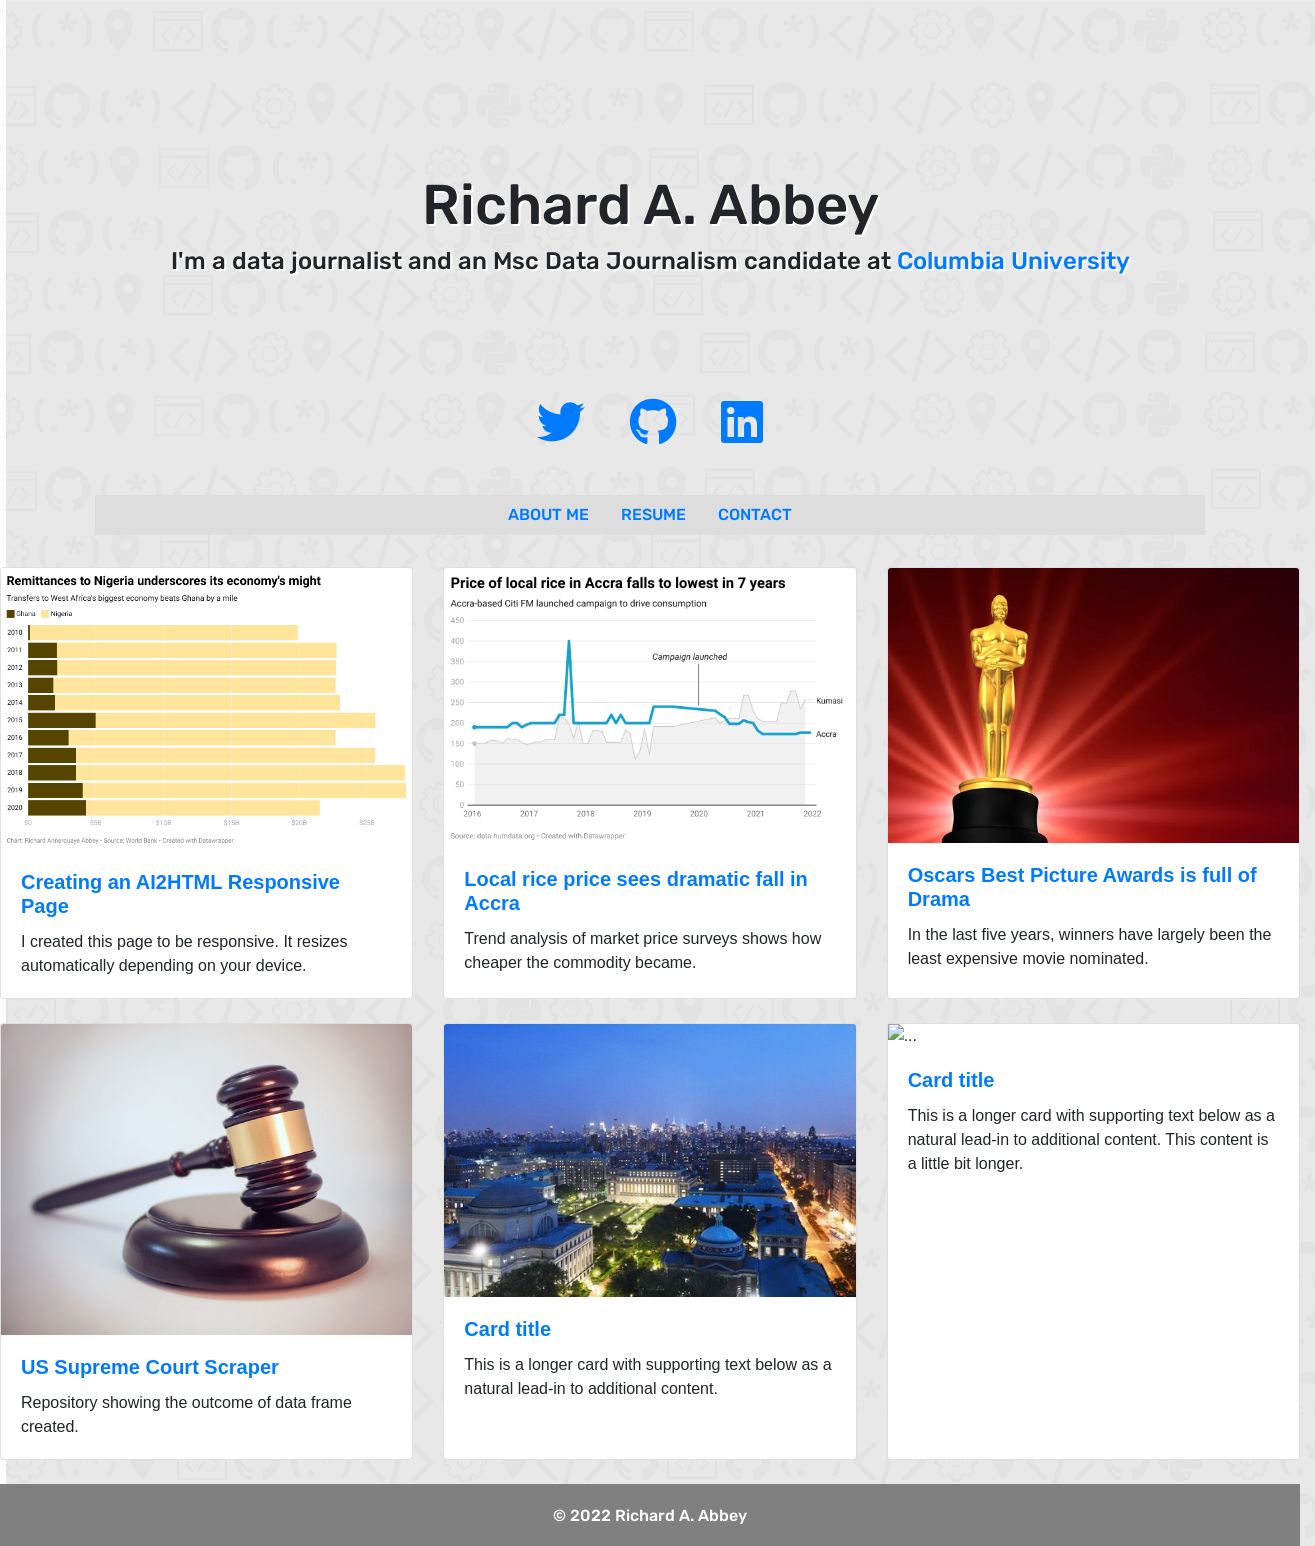 Richard A. Abbey
I'm a data journalist and an Msc Data Journalism candidate at Columbia University
ABOUT ME RESUME CONTACT
Remittances to Nigeria underscores its economy's might
Transfers to West Africa's biggest economy beats Ghana by a mile
Ghana Nigeria
2010
2011
2012
2013
2014
2015
2016
2017
2018
2019
2020
$0 $5B $10B $15B $20B $25B
Chart: Richard Annerquaye Abbey • Source: World Bank • Created with Datawrapper
Creating an AI2HTML Responsive
Page
I created this page to be responsive. It resizes
automatically depending on your device.
Price of local rice in Accra falls to lowest in 7 years
Accra-based Citi FM launched campaign to drive consumption
450
400
350
300
250
200
150
100
50
0
Campaign launched
Kumasi
Accra
2016 2017 2018 2019 2020 2021 2022
Source: data.humdata.org • Created with Datawrapper
Local rice price sees dramatic fall in
Accra
Trend analysis of market price surveys shows how
cheaper the commodity became.
Oscars Best Picture Awards is full of
Drama
In the last five years, winners have largely been the
least expensive movie nominated.
US Supreme Court Scraper
Repository showing the outcome of data frame
created.
Card title
This is a longer card with supporting text below as a
natural lead-in to additional content.
...
Card title
This is a longer card with supporting text below as a
natural lead-in to additional content. This content is
a little bit longer.
© 2022 Richard A. Abbey